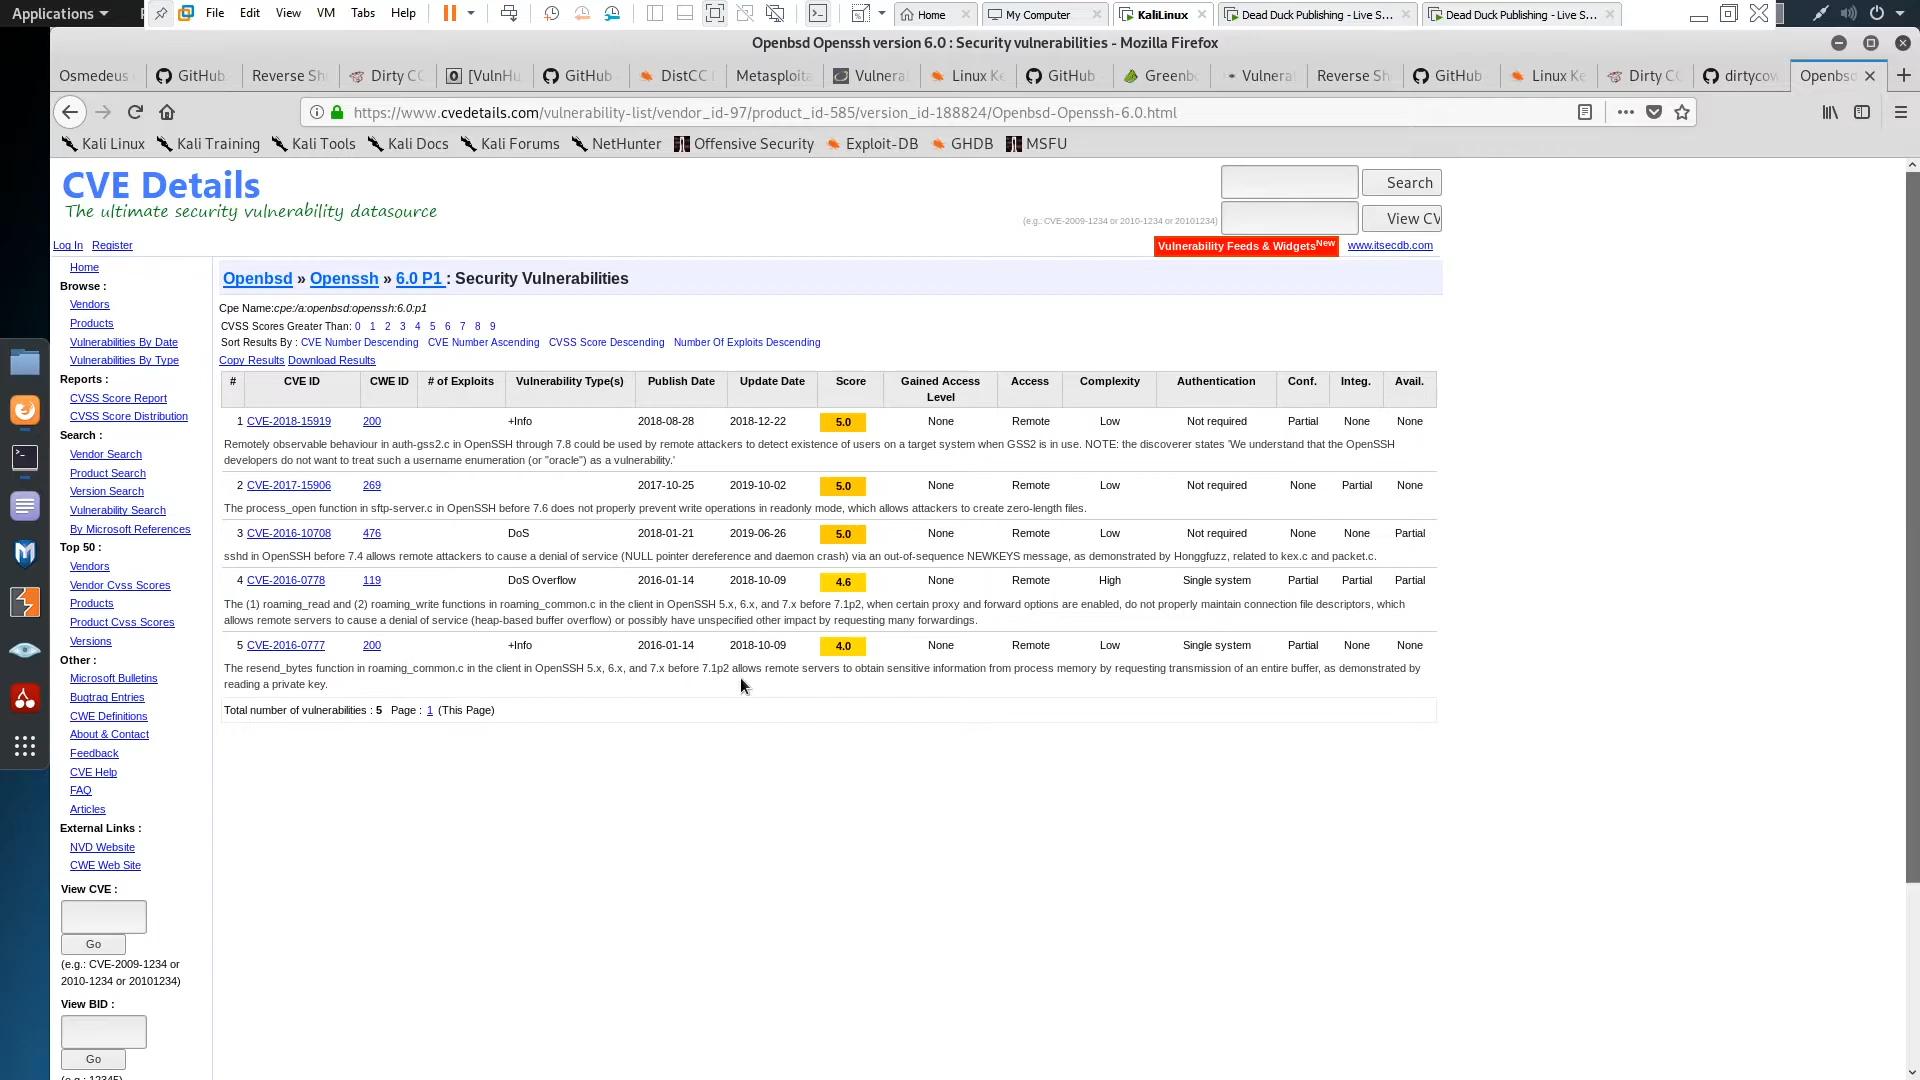 Applications
File Edit View VM Tabs Help
Home
My Computer
KaliLinux
Dead Duck Publishing - Live S...
Dead Duck Publishing - Live S...
Openbsd Openssh version 6.0 : Security vulnerabilities - Mozilla Firefox
Osmedeus
GitHub
Reverse Sh
Dirty CO
[VulnHu
GitHub
DistCC
Metasploita
Vulnera
Linux Ke
GitHub
Greenb
Vulnera
Reverse Sh
GitHub
Linux Ke
Dirty CO
dirtycow
Openbs
https://www.cvedetails.com/vulnerability-list/vendor_id-97/product_id-585/version_id-188824/Openbsd-Openssh-6.0.html
Kali Linux Kali Training Kali Tools Kali Docs Kali Forums NetHunter Offensive Security Exploit-DB GHDB MSFU
CVE Details
The ultimate security vulnerability datasource
Search
(e.g.: CVE-2009-1234 or 2010-1234 or 20101234)
View CV
Log In Register
Vulnerability Feeds & WidgetsNew
www.itsecdb.com
Home
Browse :
Vendors
Products
Vulnerabilities By Date
Vulnerabilities By Type
Reports :
CVSS Score Report
CVSS Score Distribution
Search :
Vendor Search
Product Search
Version Search
Vulnerability Search
By Microsoft References
Top 50 :
Vendors
Vendor Cvss Scores
Products
Product Cvss Scores
Versions
Other :
Microsoft Bulletins
Bugtraq Entries
CWE Definitions
About & Contact
Feedback
CVE Help
FAQ
Articles
External Links :
NVD Website
CWE Web Site
View CVE :
Go
(e.g.: CVE-2009-1234 or
2010-1234 or 20101234)
View BID :
Go
(e.g.: 12345)
Openbsd » Openssh » 6.0 P1 : Security Vulnerabilities
Cpe Name:cpe:/a:openbsd:openssh:6.0:p1
CVSS Scores Greater Than: 0 1 2 3 4 5 6 7 8 9
Sort Results By : CVE Number Descending CVE Number Ascending CVSS Score Descending Number Of Exploits Descending
Copy Results Download Results
# CVE ID CWE ID # of Exploits Vulnerability Type(s) Publish Date Update Date Score Gained Access Level Access Complexity Authentication Conf. Integ. Avail.
1 CVE-2018-15919 200 +Info 2018-08-28 2018-12-22 5.0 None Remote Low Not required Partial None None
Remotely observable behaviour in auth-gss2.c in OpenSSH through 7.8 could be used by remote attackers to detect existence of users on a target system when GSS2 is in use. NOTE: the discoverer states 'We understand that the OpenSSH
developers do not want to treat such a username enumeration (or "oracle") as a vulnerability.'
2 CVE-2017-15906 269 2017-10-25 2019-10-02 5.0 None Remote Low Not required None Partial None
The process_open function in sftp-server.c in OpenSSH before 7.6 does not properly prevent write operations in readonly mode, which allows attackers to create zero-length files.
3 CVE-2016-10708 476 DoS 2018-01-21 2019-06-26 5.0 None Remote Low Not required None None Partial
sshd in OpenSSH before 7.4 allows remote attackers to cause a denial of service (NULL pointer dereference and daemon crash) via an out-of-sequence NEWKEYS message, as demonstrated by Honggfuzz, related to kex.c and packet.c.
4 CVE-2016-0778 119 DoS Overflow 2016-01-14 2018-10-09 4.6 None Remote High Single system Partial Partial Partial
The (1) roaming_read and (2) roaming_write functions in roaming_common.c in the client in OpenSSH 5.x, 6.x, and 7.x before 7.1p2, when certain proxy and forward options are enabled, do not properly maintain connection file descriptors, which
allows remote servers to cause a denial of service (heap-based buffer overflow) or possibly have unspecified other impact by requesting many forwardings.
5 CVE-2016-0777 200 +Info 2016-01-14 2018-10-09 4.0 None Remote Low Single system Partial None None
The resend_bytes function in roaming_common.c in the client in OpenSSH 5.x, 6.x, and 7.x before 7.1p2 allows remote servers to obtain sensitive information from process memory by requesting transmission of an entire buffer, as demonstrated by
reading a private key.
Total number of vulnerabilities : 5 Page : 1 (This Page)